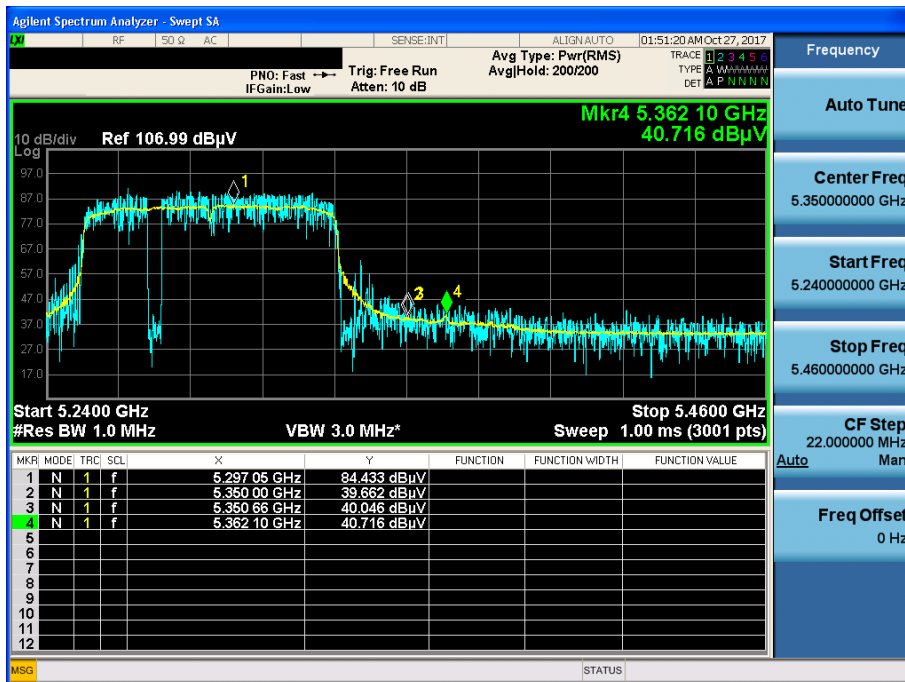 Agilent Spectrum Analyzer - Swept SA
LXI RF 50 Ω AC SENSE:INT ALIGN AUTO 01:51:20 AM Oct 27, 2017
PNO: Fast Trig: Free Run Avg Type: Pwr(RMS) TRACE 1 2 3 4 5 6
IFGain:Low Atten: 10 dB Avg|Hold: 200/200 TYPE A WWWWW
DET A P N N N N
Mkr4 5.362 10 GHz
40.716 dBµV
10 dB/div Ref 106.99 dBµV
Log
97.0
87.0
77.0
67.0
57.0
47.0
37.0
27.0
17.0
1
3
4
Start 5.2400 GHz Stop 5.4600 GHz
#Res BW 1.0 MHz VBW 3.0 MHz* Sweep 1.00 ms (3001 pts)
MKR MODE TRC SCL X Y FUNCTION FUNCTION WIDTH FUNCTION VALUE
1 N 1 f 5.297 05 GHz 84.433 dBµV
2 N 1 f 5.350 00 GHz 39.662 dBµV
3 N 1 f 5.350 66 GHz 40.046 dBµV
4 N 1 f 5.362 10 GHz 40.716 dBµV
5
6
7
8
9
10
11
12
MSG STATUS
Frequency
Auto Tune
Center Freq
5.350000000 GHz
Start Freq
5.240000000 GHz
Stop Freq
5.460000000 GHz
CF Step
22.000000 MHz
Auto Man
Freq Offset
0 Hz